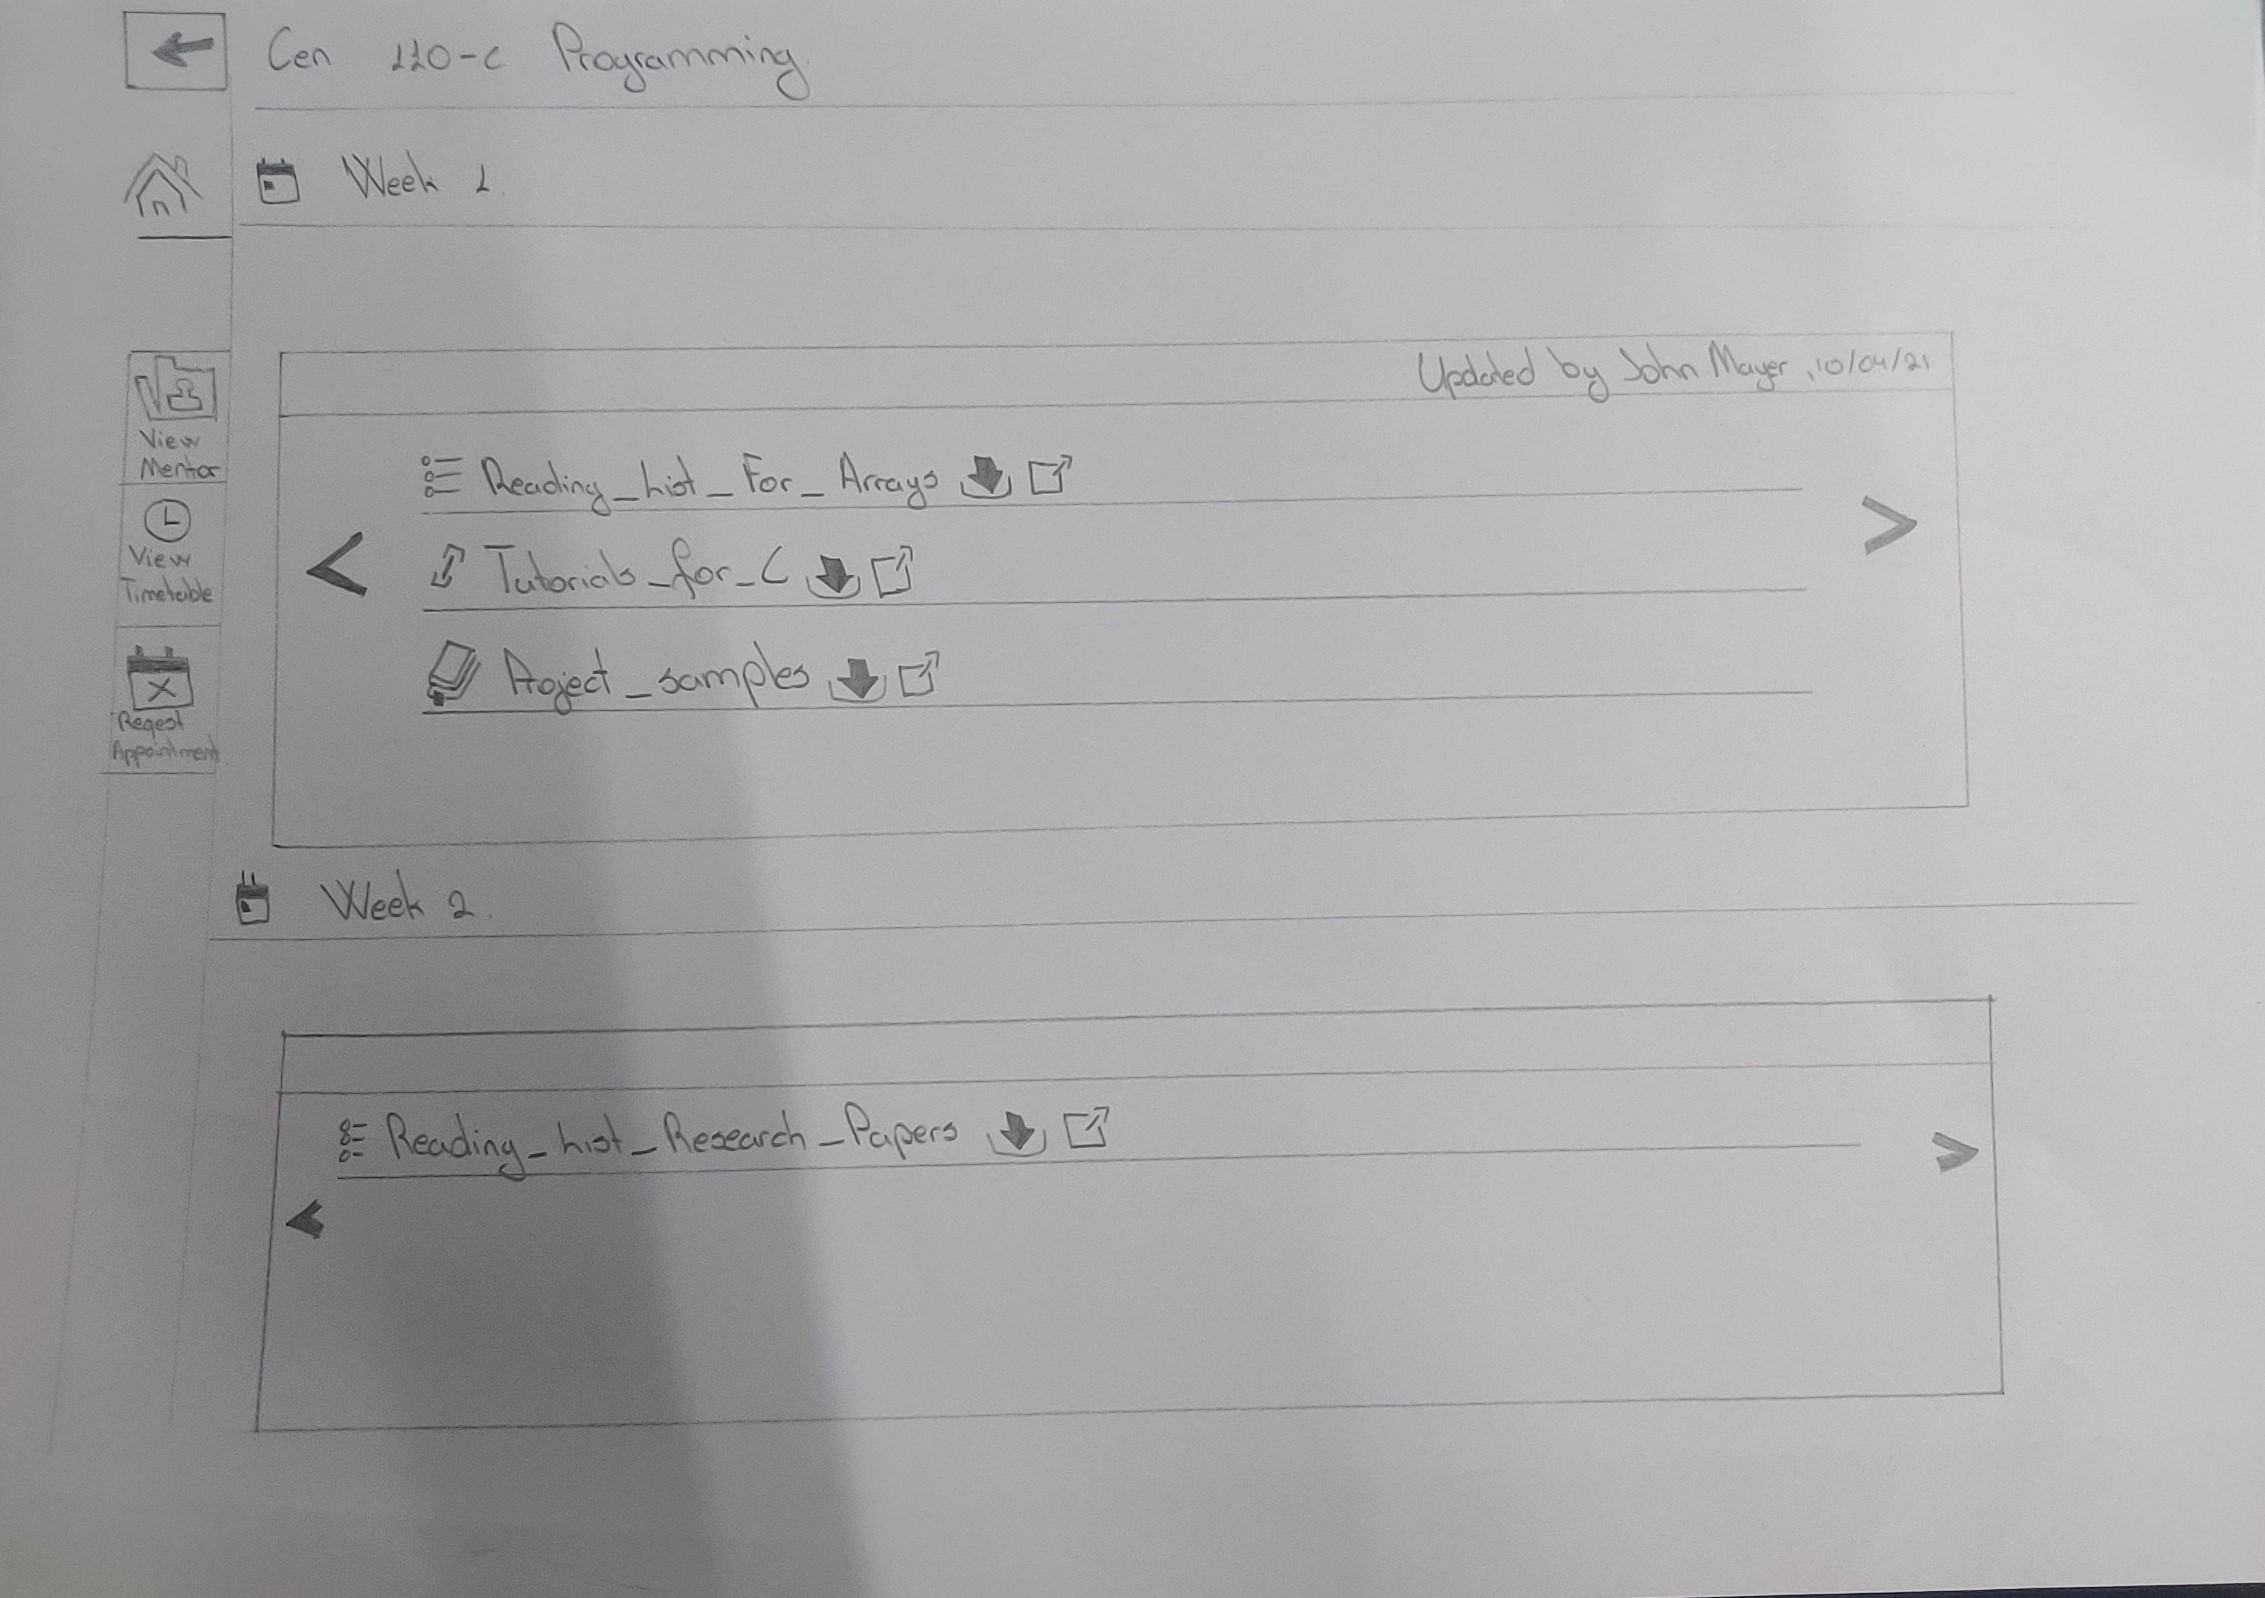 Cen 110-C Programming.
Week 1.
View
Mentor
View
Timetable
Reqest
Appointment
Updated by John Mayer, 10/04/21
Reading_List_For_Arrays
Tutorials_for_C
Project_samples
Week 2.
Reading_List_Research_Papers